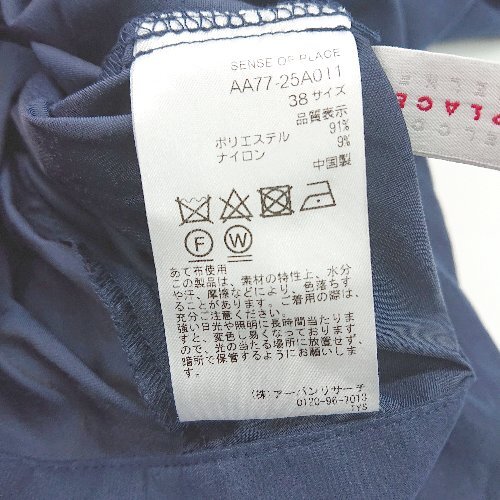 SENSE OF PLACE
AA77-25A011
38サイズ
品質表示
ポリエステル 91%
ナイロン 9%
中国製
F W
あて布使用
この製品は、素材の特性上、水分
や汗、摩擦などにより、色落ちす
ることがあります。ご着用の際は、
充分ご注意ください。
強い日光や照明に長時間当たりま
すと、変色し易くなっております
ので、光の当たる場所に放置せず、
暗所で保管するようにお願いしま
す。
(株)アーバンリサーチ
0120-96-7013
TYS
PLACE